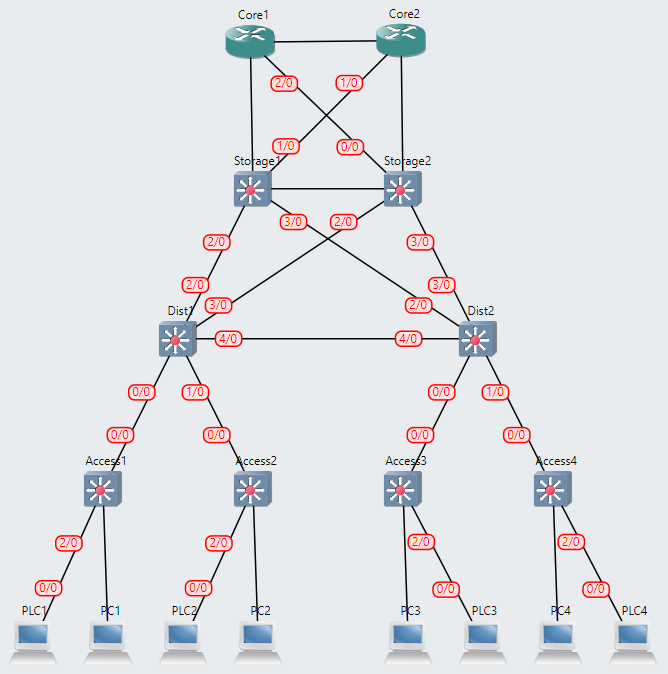 Core1
Core2
2/0
1/0
1/0
0/0
Storage1
Storage2
3/0
2/0
2/0
3/0
2/0
3/0
3/0
2/0
Dist1
Dist2
4/0
4/0
0/0
1/0
0/0
1/0
0/0
0/0
0/0
0/0
Access1
Access2
Access3
Access4
2/0
2/0
2/0
2/0
0/0
0/0
0/0
0/0
PLC1
PC1
PLC2
PC2
PC3
PLC3
PC4
PLC4